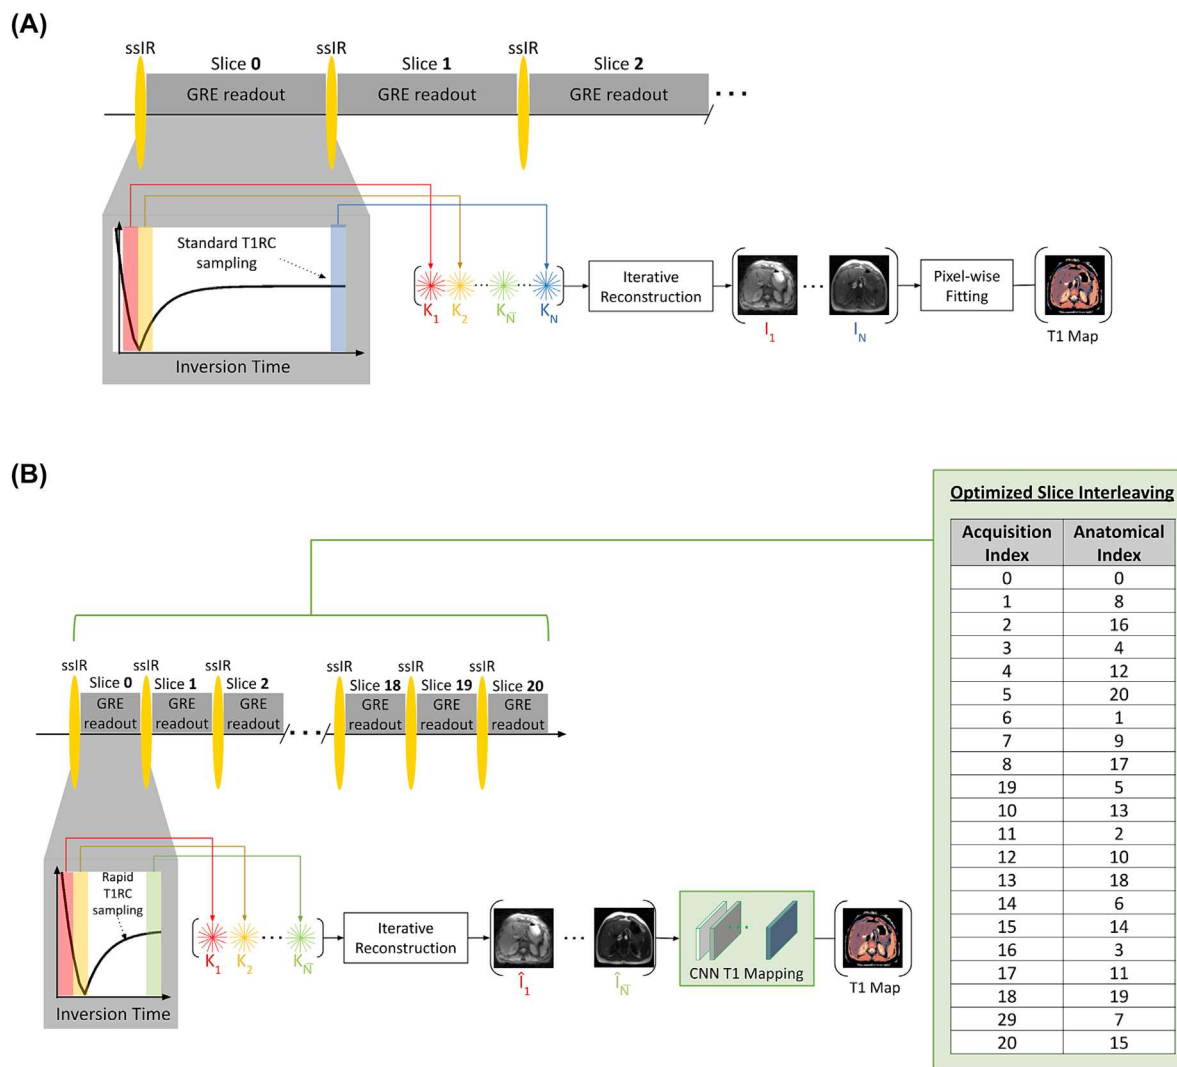 (A)
ssIR ssIR ssIR
Slice 0 Slice 1 Slice 2
GRE readout GRE readout GRE readout
Standard T1RC
sampling
Inversion Time
K1 K2 KN̅ KN
Iterative
Reconstruction
I1 IN
Pixel-wise
Fitting
T1 Map
(B)
Optimized Slice Interleaving
Acquisition Index Anatomical Index
0 0
1 8
2 16
3 4
4 12
5 20
6 1
7 9
8 17
19 5
10 13
11 2
12 10
13 18
14 6
15 14
16 3
17 11
18 19
29 7
20 15
ssIR ssIR ssIR ssIR ssIR ssIR
Slice 0 Slice 1 Slice 2 Slice 18 Slice 19 Slice 20
GRE GRE GRE GRE GRE GRE
readout readout readout readout readout readout
Rapid
T1RC
sampling
Inversion Time
K1 K2 KN̅
Iterative
Reconstruction
Î1 ÎN̅
CNN T1 Mapping
T1 Map